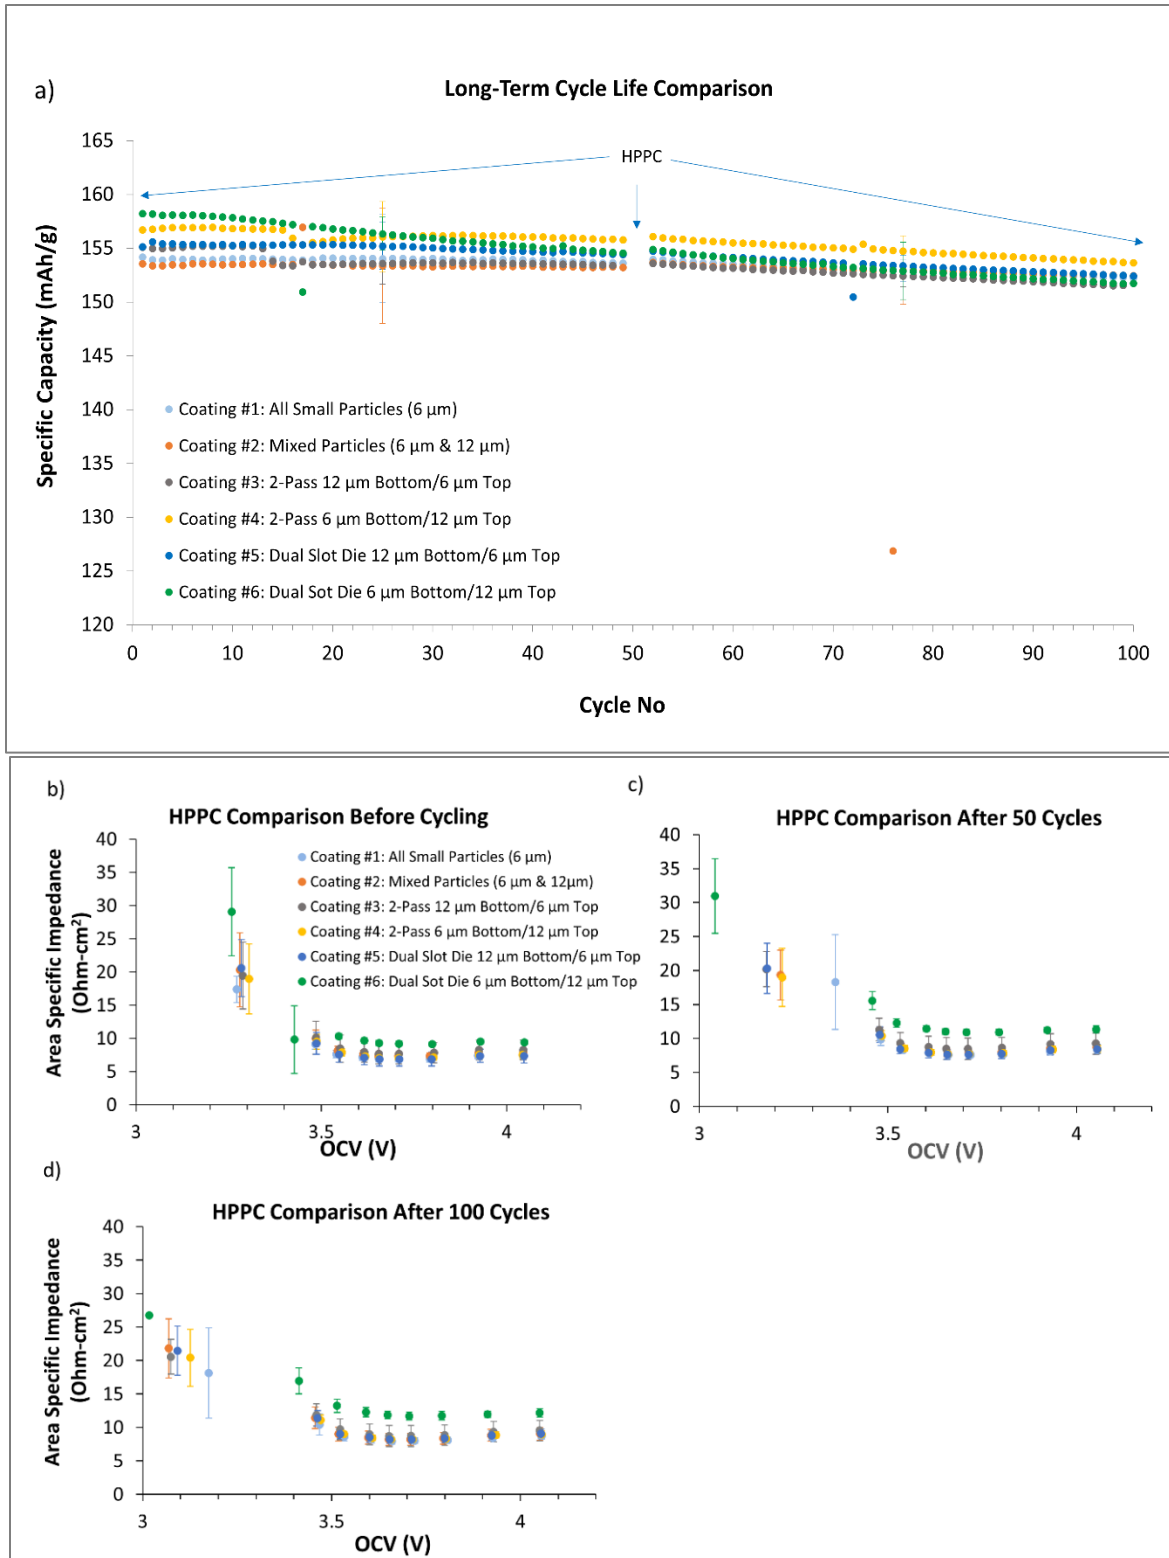 a)
Long-Term Cycle Life Comparison
HPPC
Specific Capacity (mAh/g)
165
160
155
150
145
140
135
130
125
120
Coating #1: All Small Particles (6 µm)
Coating #2: Mixed Particles (6 µm & 12 µm)
Coating #3: 2-Pass 12 µm Bottom/6 µm Top
Coating #4: 2-Pass 6 µm Bottom/12 µm Top
Coating #5: Dual Slot Die 12 µm Bottom/6 µm Top
Coating #6: Dual Sot Die 6 µm Bottom/12 µm Top
0 10 20 30 40 50 60 70 80 90 100
Cycle No
b)
HPPC Comparison Before Cycling
Area Specific Impedance
(Ohm-cm²)
40
35
30
25
20
15
10
5
0
Coating #1: All Small Particles (6 µm)
Coating #2: Mixed Particles (6 µm & 12µm)
Coating #3: 2-Pass 12 µm Bottom/6 µm Top
Coating #4: 2-Pass 6 µm Bottom/12 µm Top
Coating #5: Dual Slot Die 12 µm Bottom/6 µm Top
Coating #6: Dual Sot Die 6 µm Bottom/12 µm Top
3 3.5 4
OCV (V)
c)
HPPC Comparison After 50 Cycles
40
35
30
25
20
15
10
5
0
3 3.5 4
OCV (V)
d)
HPPC Comparison After 100 Cycles
Area Specific Impedance
(Ohm-cm²)
40
35
30
25
20
15
10
5
0
3 3.5 4
OCV (V)